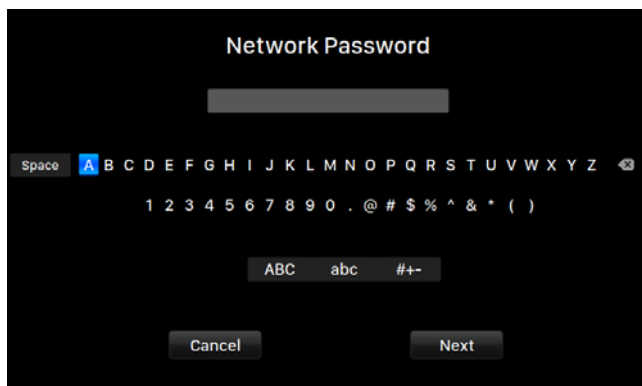 Network Password
Space A B C D E F G H I J K L M N O P Q R S T U V W X Y Z
1 2 3 4 5 6 7 8 9 0 . @ # $ % ^ & * ( )
ABC abc #+-
Cancel Next